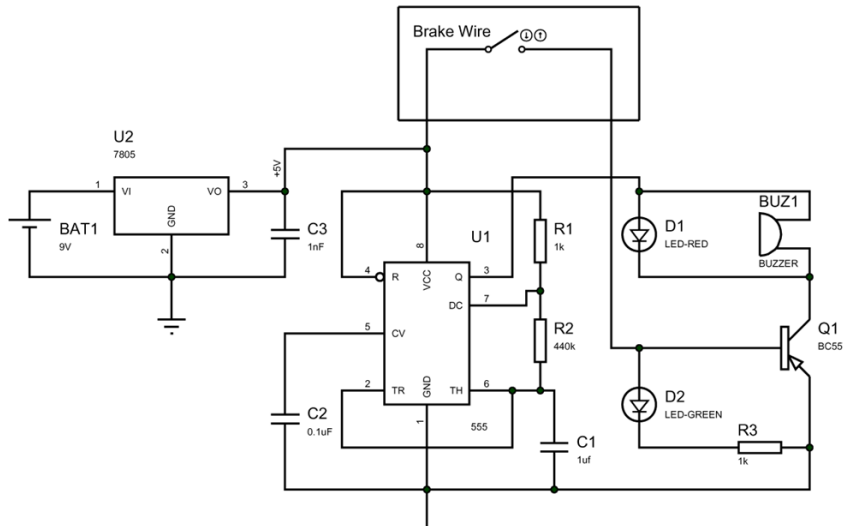 Brake Wire
U2
7805
1
VI
VO
3
GND
2
+5V
BAT1
9V
C3
1nF
U1
8
VCC
4
R
Q
3
DC
7
5
CV
2
TR
GND
TH
6
1
555
R1
1k
R2
440k
C2
0.1uF
C1
1uf
D1
LED-RED
BUZ1
BUZZER
Q1
BC55
D2
LED-GREEN
R3
1k